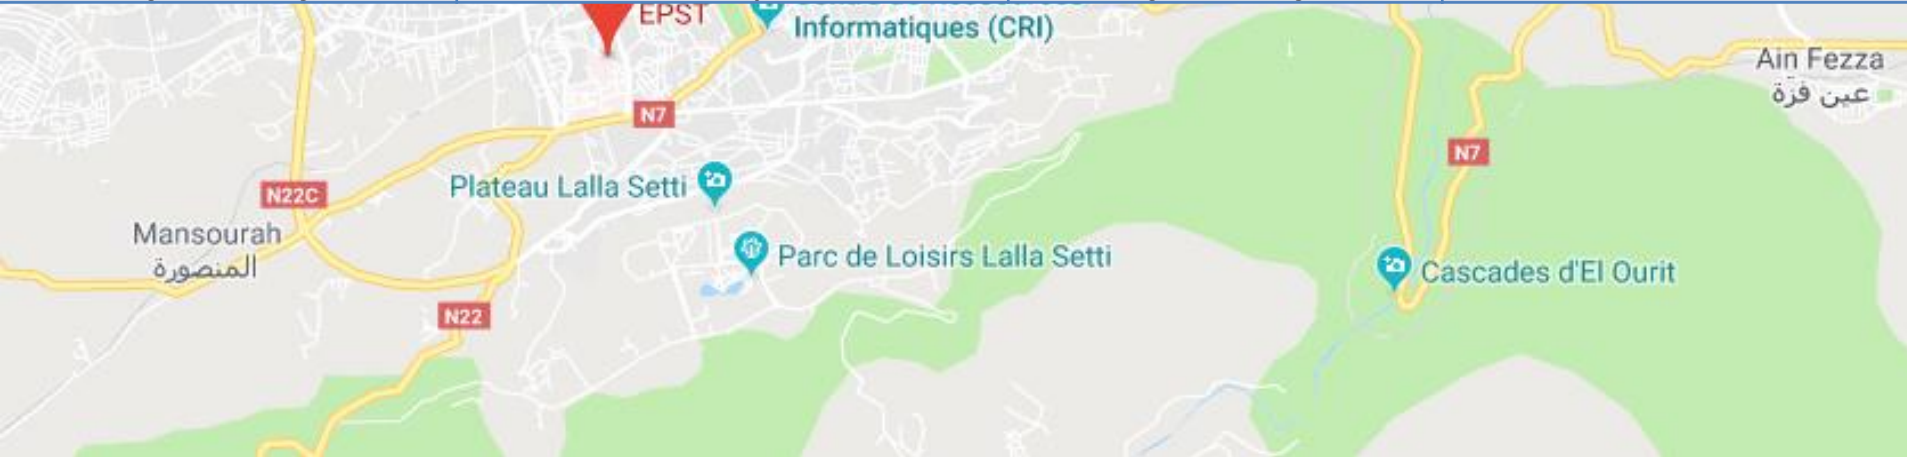 EPST
Informatiques (CRI)
Ain Fezza
عين فزة
N7
N7
Plateau Lalla Setti
N22C
Mansourah
المنصورة
Parc de Loisirs Lalla Setti
Cascades d'El Ourit
N22